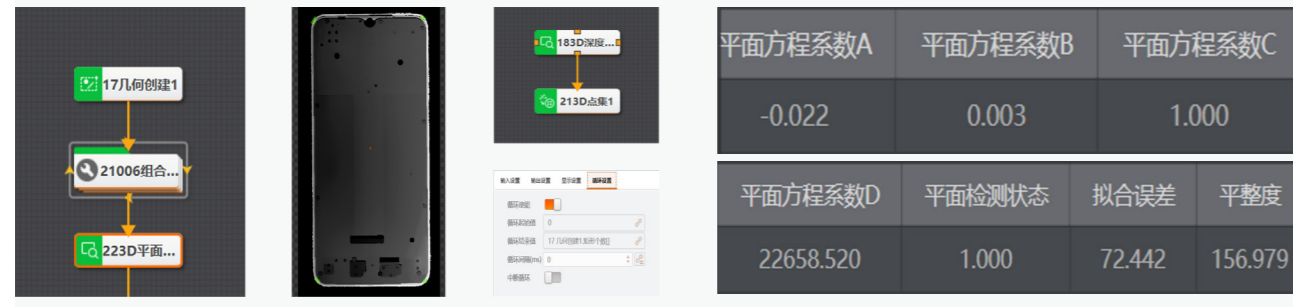 17几何创建1
21006组合...
223D平面...
183D深度...
213D点集1
输入设置 输出设置 显示设置 循环设置
循环使能
循环起始值 0
循环结束值 17 几何创建1.矩形个数[]
循环间隔(ms) 0
中断循环
平面方程系数A 平面方程系数B 平面方程系数C
-0.022 0.003 1.000
平面方程系数D 平面检测状态 拟合误差 平整度
22658.520 1.000 72.442 156.979